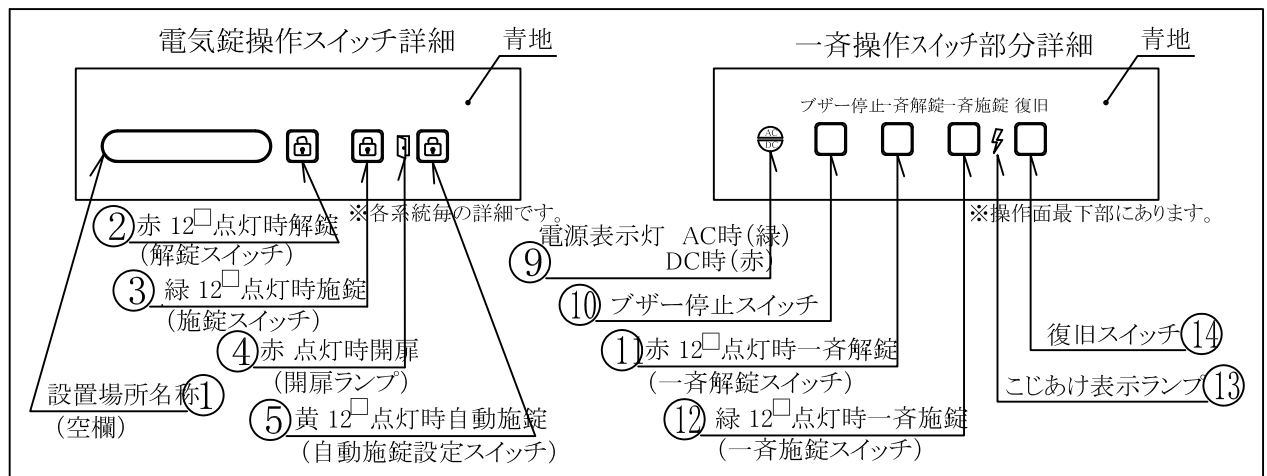 電気錠操作スイッチ詳細
青地
※各系統毎の詳細です。
②赤 12□点灯時解錠
(解錠スイッチ)
③緑 12□点灯時施錠
(施錠スイッチ)
④赤 点灯時開扉
(開扉ランプ)
設置場所名称①
(空欄)
⑤黄 12□点灯時自動施錠
(自動施錠設定スイッチ)
一斉操作スイッチ部分詳細
青地
ブザー停止一斉解錠一斉施錠 復旧
AC
DC
※操作面最下部にあります。
⑨電源表示灯 AC時(緑)
DC時(赤)
⑩ブザー停止スイッチ
⑪赤 12□点灯時一斉解錠
(一斉解錠スイッチ)
⑫緑 12□点灯時一斉施錠
(一斉施錠スイッチ)
復旧スイッチ⑭
こじあけ表示ランプ⑬